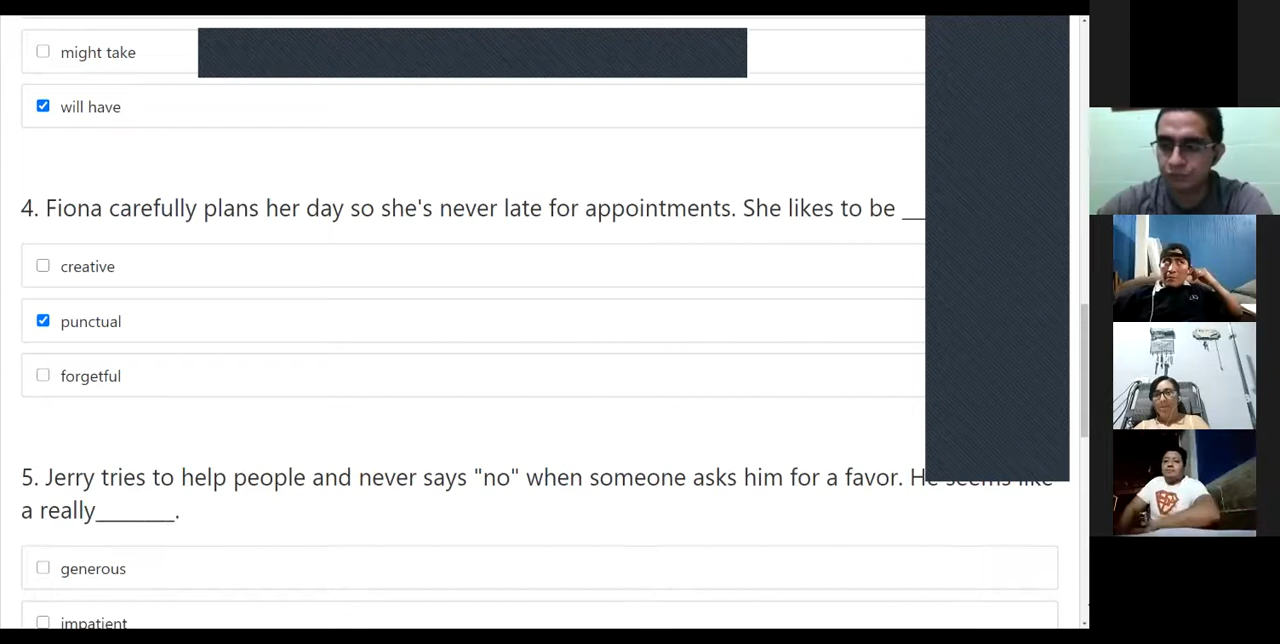 might take
will have
4. Fiona carefully plans her day so she's never late for appointments. She likes to be __
creative
punctual
forgetful
5. Jerry tries to help people and never says "no" when someone asks him for a favor. He seems like
a really________.
generous
impatient